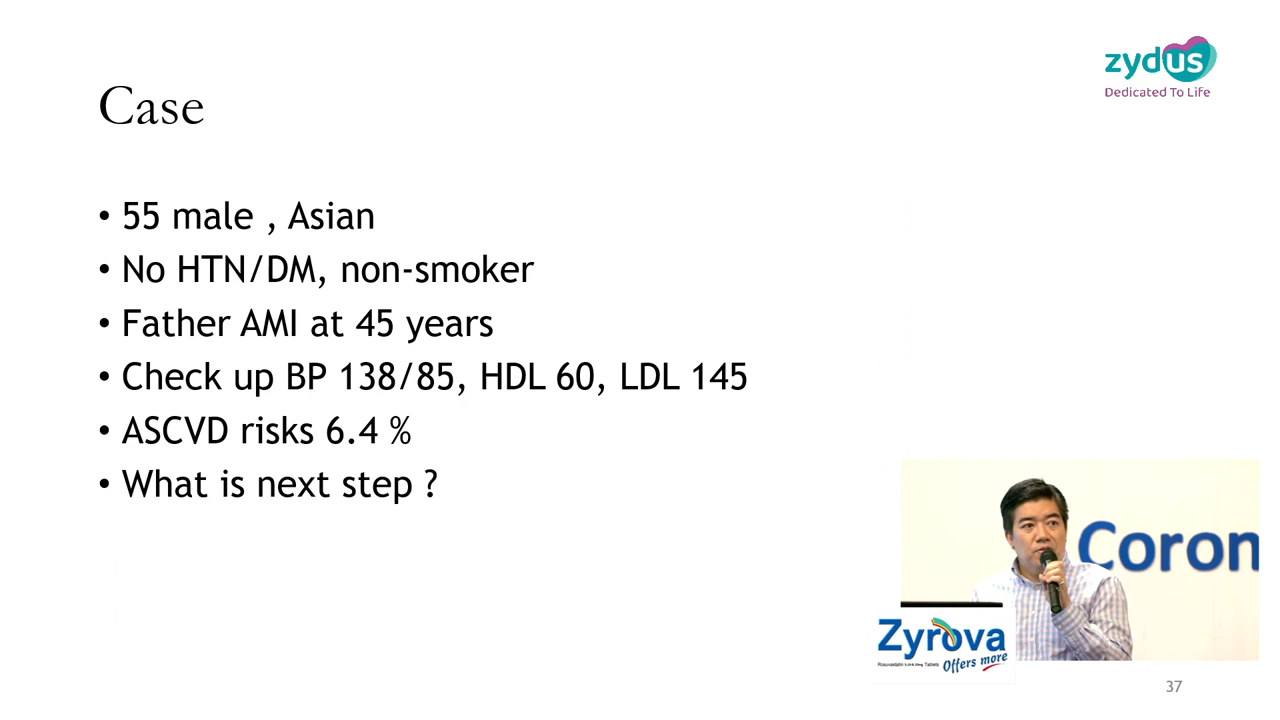 zydus
Dedicated To Life
Case
• 55 male , Asian
• No HTN/DM, non-smoker
• Father AMI at 45 years
• Check up BP 138/85, HDL 60, LDL 145
• ASCVD risks 6.4 %
• What is next step ?
Coron
Zyrova
Offers more
37